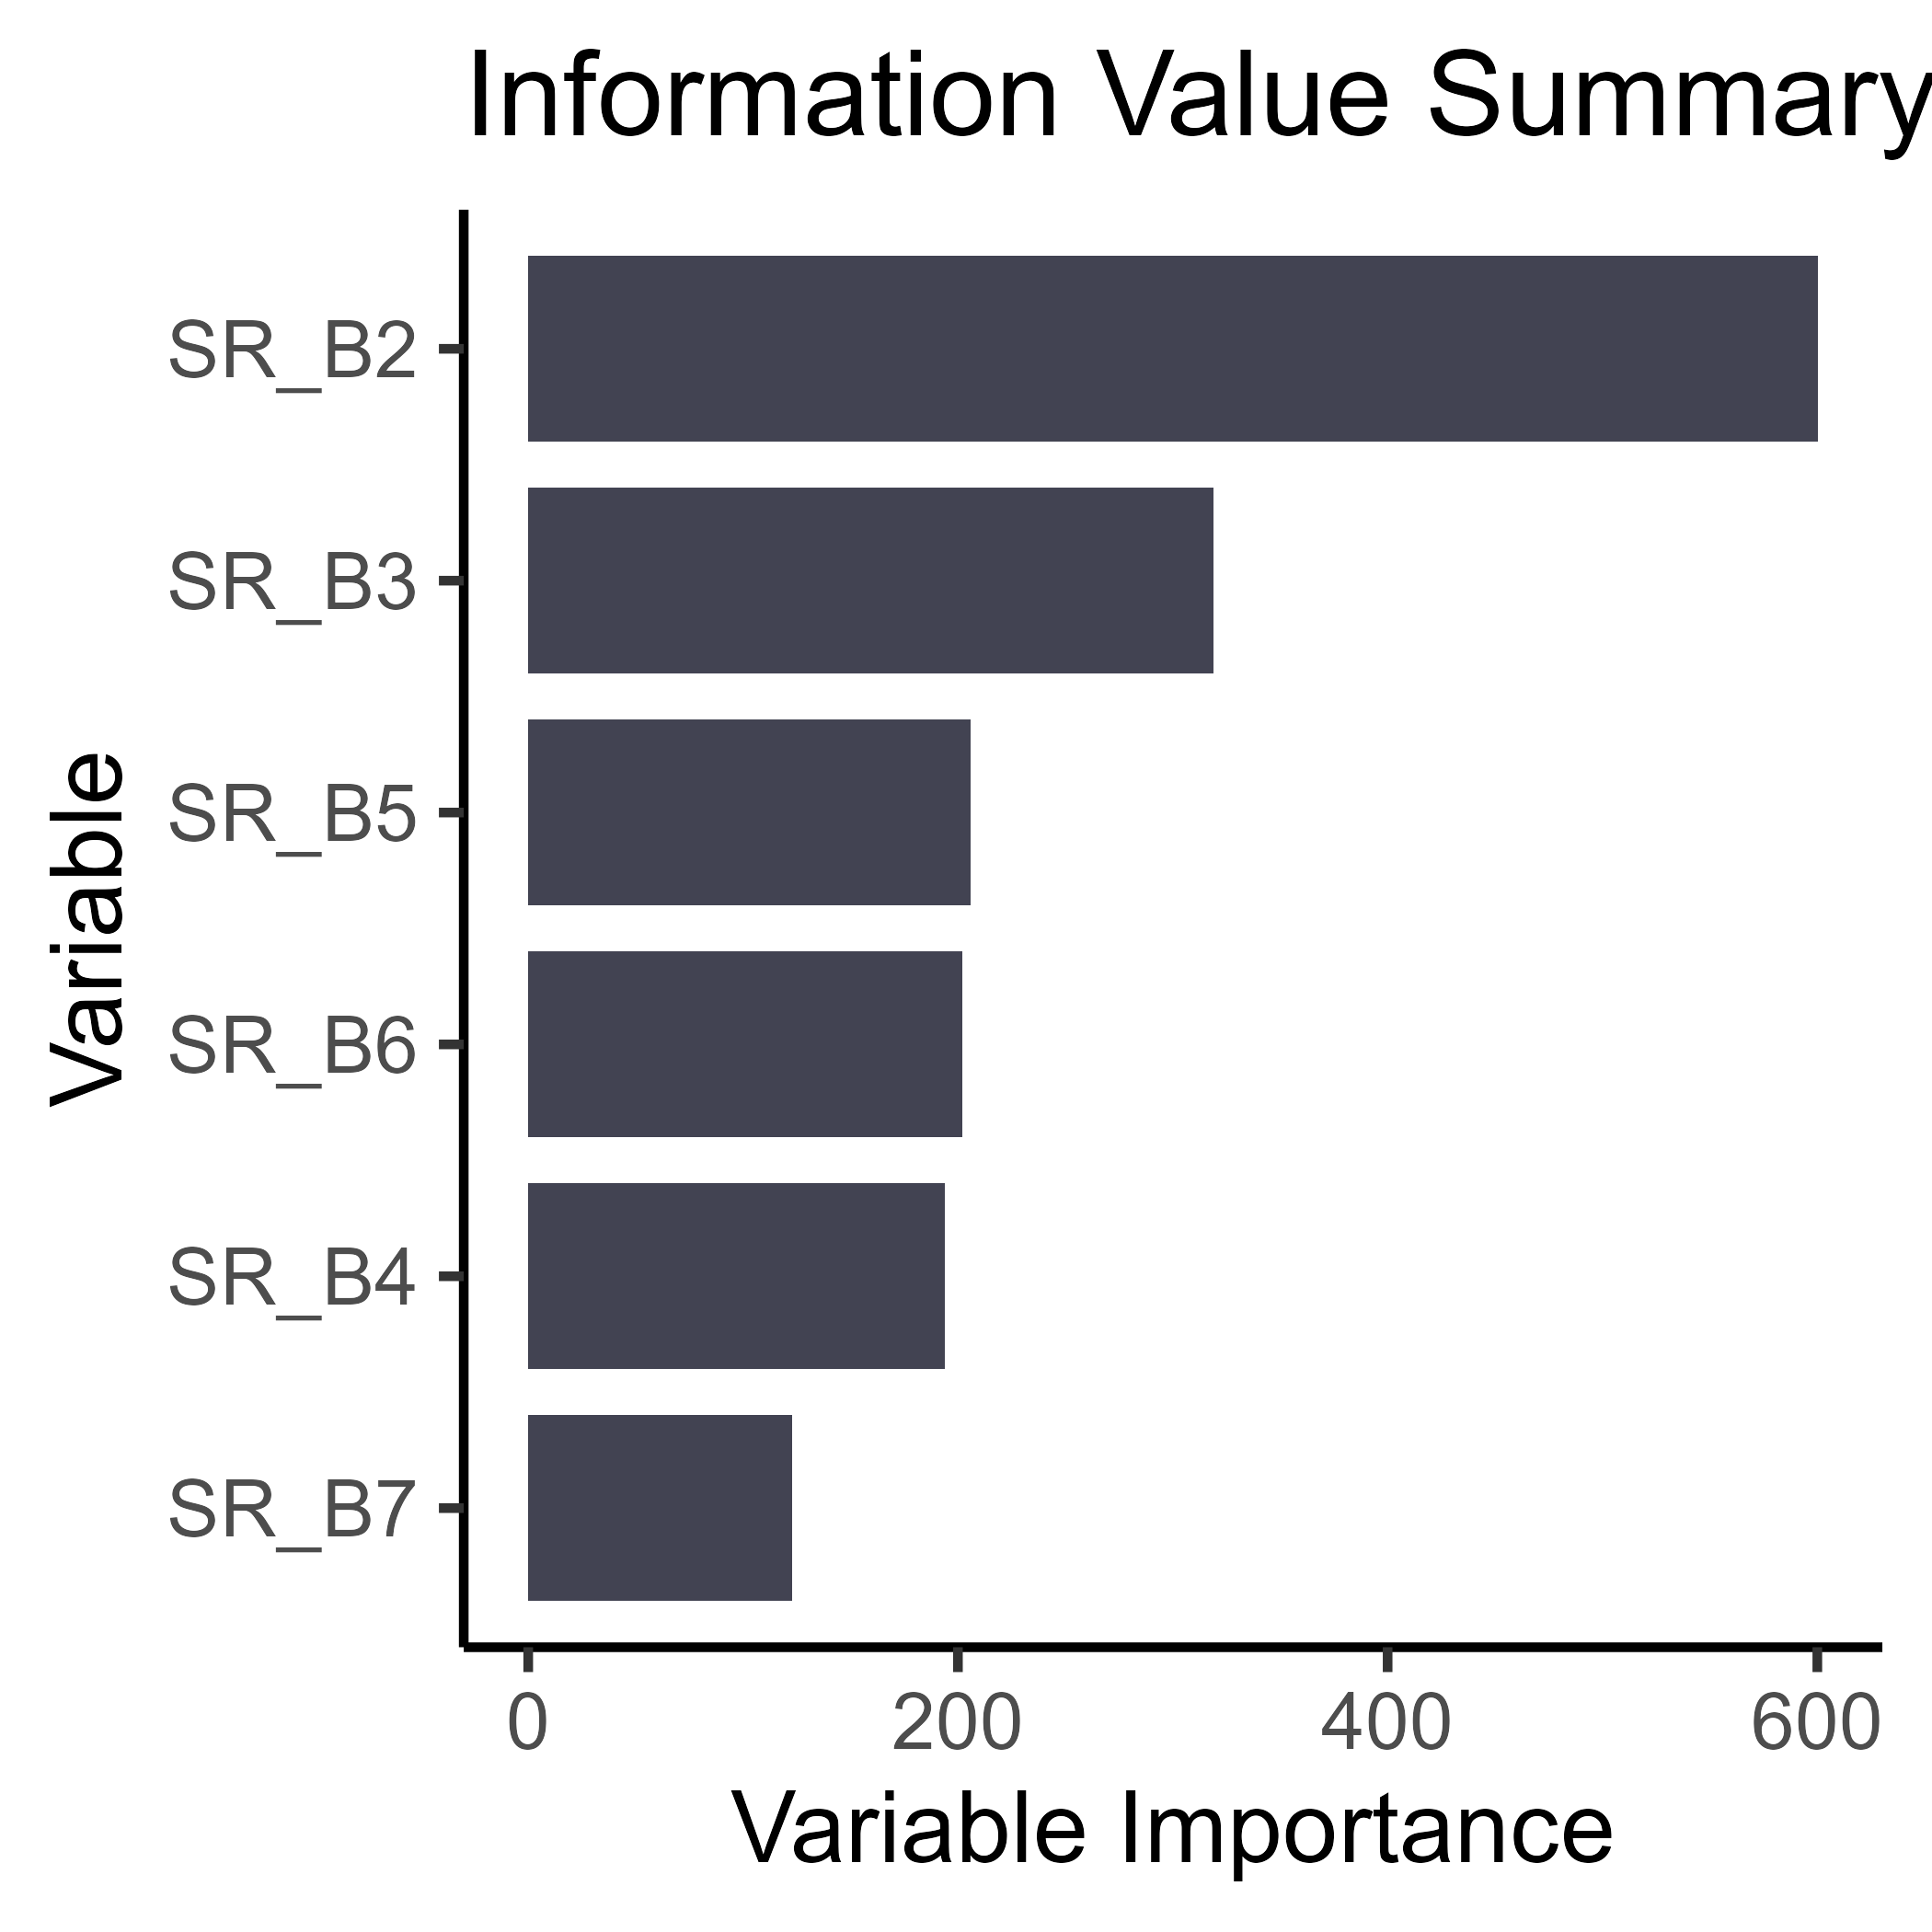 Information Value Summary
SR_B2
SR_B3
SR_B5
SR_B6
SR_B4
SR_B7
Variable
0 200 400 600
Variable Importance